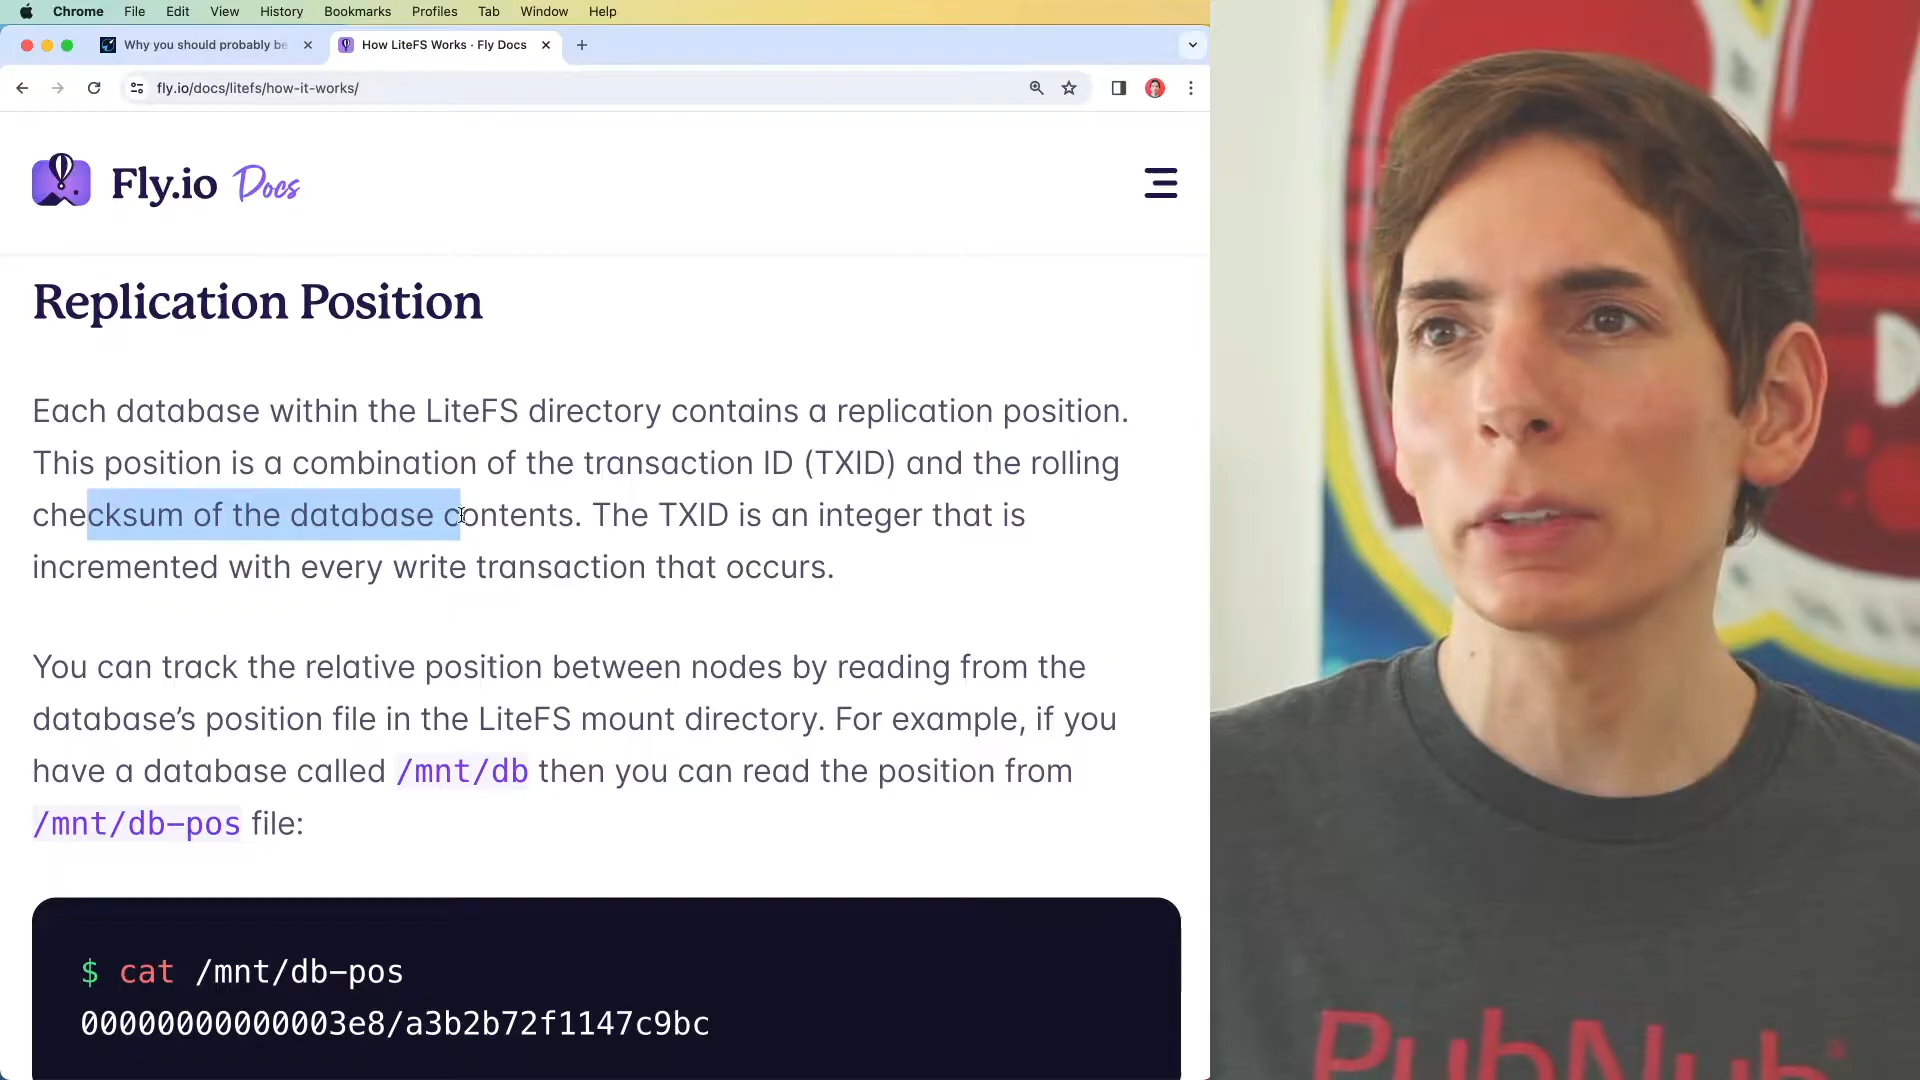 Chrome File Edit View History Bookmarks Profiles Tab Window Help
Why you should probably be
How LiteFS Works · Fly Docs
fly.io/docs/litefs/how-it-works/
Fly.io Docs
Replication Position
Each database within the LiteFS directory contains a replication position.
This position is a combination of the transaction ID (TXID) and the rolling
checksum of the database contents. The TXID is an integer that is
incremented with every write transaction that occurs.
You can track the relative position between nodes by reading from the
database’s position file in the LiteFS mount directory. For example, if you
have a database called /mnt/db then you can read the position from
/mnt/db-pos file:
$ cat /mnt/db-pos
00000000000003e8/a3b2b72f1147c9bc
PubNub